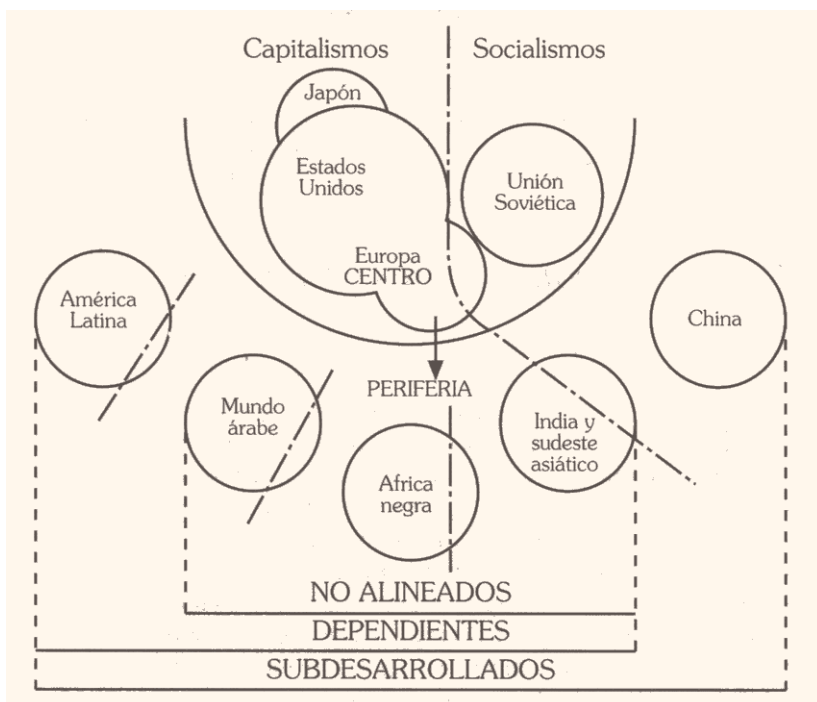 Capitalismos
Socialismos
Japón
Estados
Unidos
Unión
Soviética
Europa
CENTRO
América
Latina
China
PERIFERIA
Mundo
árabe
India y
sudeste
asiático
Africa
negra
NO ALINEADOS
DEPENDIENTES
SUBDESARROLLADOS